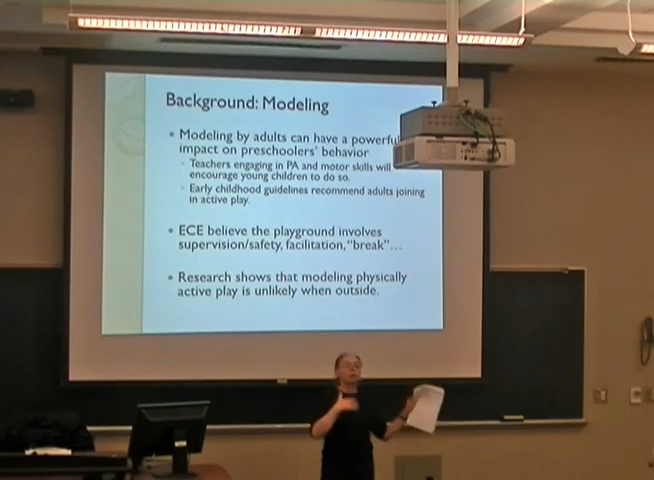 Background: Modeling
• Modeling by adults can have a powerful
impact on preschoolers' behavior
Teachers engaging in PA and motor skills will
encourage young children to do so.
Early childhood guidelines recommend adults joining
in active play.
• ECE believe the playground involves
supervision/safety, facilitation, "break"...
• Research shows that modeling physically
active play is unlikely when outside.